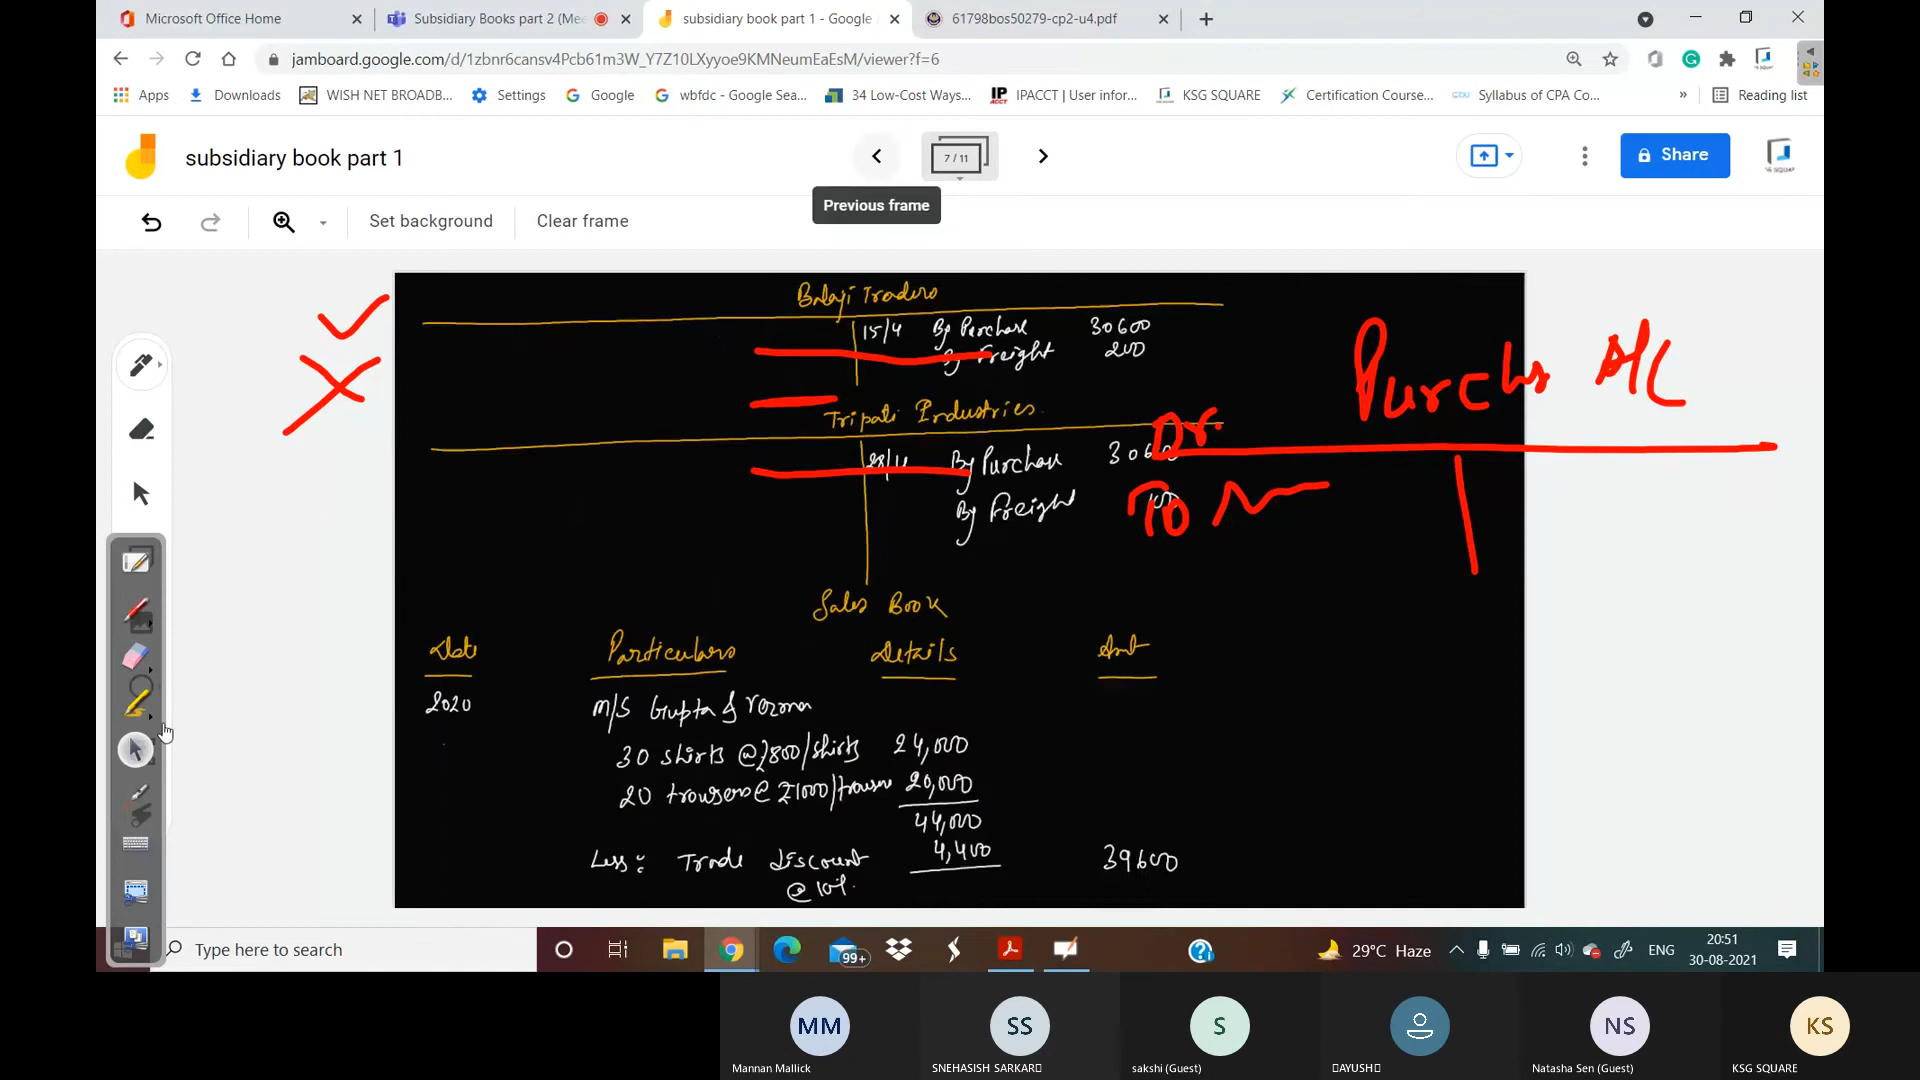 Microsoft Office Home
Subsidiary Books part 2 (Me
subsidiary book part 1 - Google
61798bos50279-cp2-u4.pdf
jamboard.google.com/d/1zbnr6cansv4Pcb61m3W_Y7Z10LXyyoe9KMNeumEaEsM/viewer?f=6
Apps
Downloads
WISH NET BROADB...
Settings
Google
wbfdc - Google Sea...
34 Low-Cost Ways...
IPACCT | User infor...
KSG SQUARE
Certification Course...
Syllabus of CPA Co...
»
Reading list
subsidiary book part 1
7 / 11
Share
Previous frame
Set background
Clear frame
Balaji Traders
15/4 By Purchase 30600
By Freight 200
Purchs A/C
Tripati Industries
Dr.
28/4 By Purchase 30600
By Freight
To
Sales Book
Date Particulars Details Amt
2020 M/S Gupta & Verma
30 shirts @₹800/shirts 24,000
20 trousers @ ₹1000/trouser 20,000
44,000
Less: Trade discount 4,400 39600
@ 10%.
Type here to search
99+
29°C Haze
ENG
20:51
30-08-2021
MM
SS
S
NS
KS
Mannan Mallick
SNEHASISH SARKAR
sakshi (Guest)
AYUSH
Natasha Sen (Guest)
KSG SQUARE